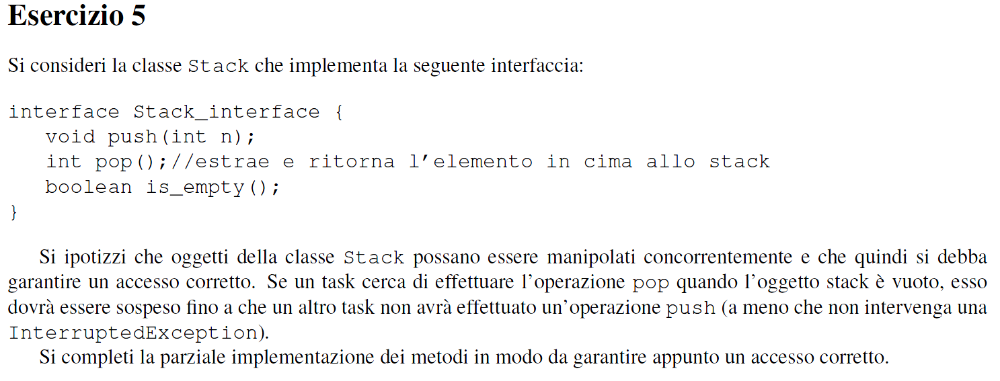 Esercizio 5
Si consideri la classe Stack che implementa la seguente interfaccia:
interface Stack_interface {
   void push(int n);
   int pop();//estrae e ritorna l'elemento in cima allo stack
   boolean is_empty();
}
Si ipotizzi che oggetti della classe Stack possano essere manipolati concorrentemente e che quindi si debba
garantire un accesso corretto. Se un task cerca di effettuare l'operazione pop quando l'oggetto stack è vuoto, esso
dovrà essere sospeso fino a che un altro task non avrà effettuato un'operazione push (a meno che non intervenga una
InterruptedException).
Si completi la parziale implementazione dei metodi in modo da garantire appunto un accesso corretto.